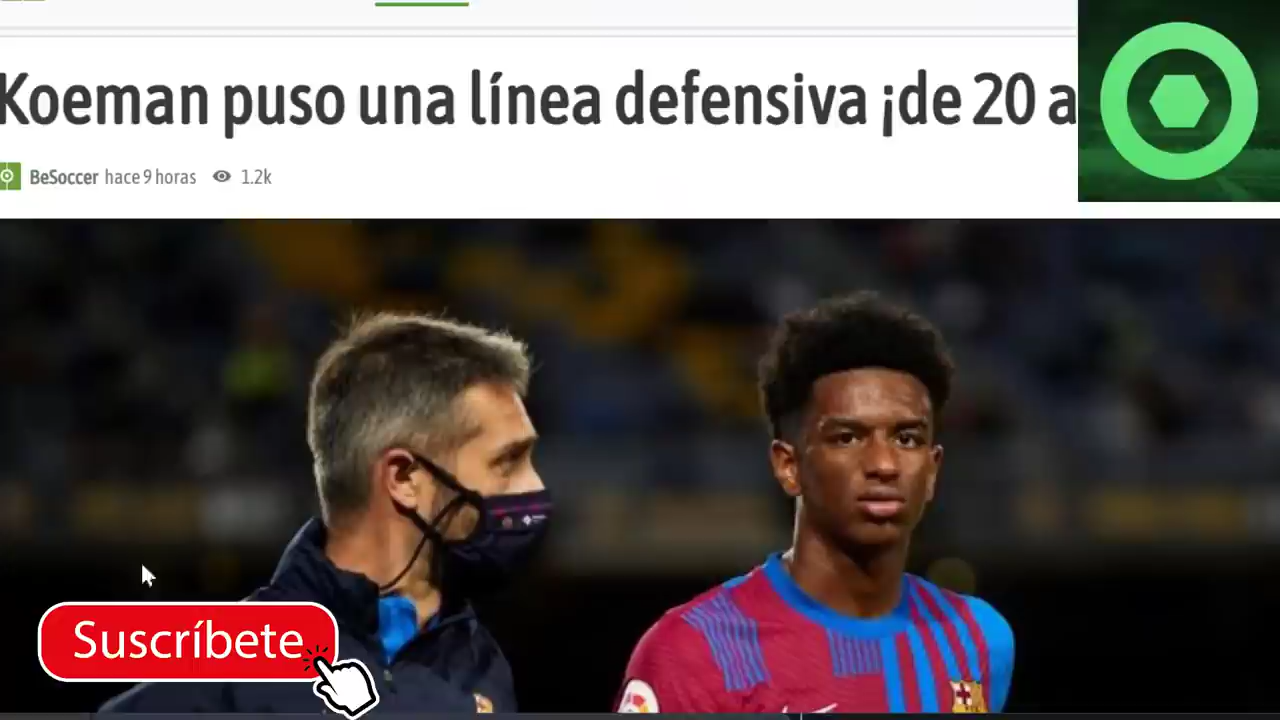 Koeman puso una línea defensiva ¡de 20 a
BeSoccer hace 9 horas 1.2k
Suscríbete